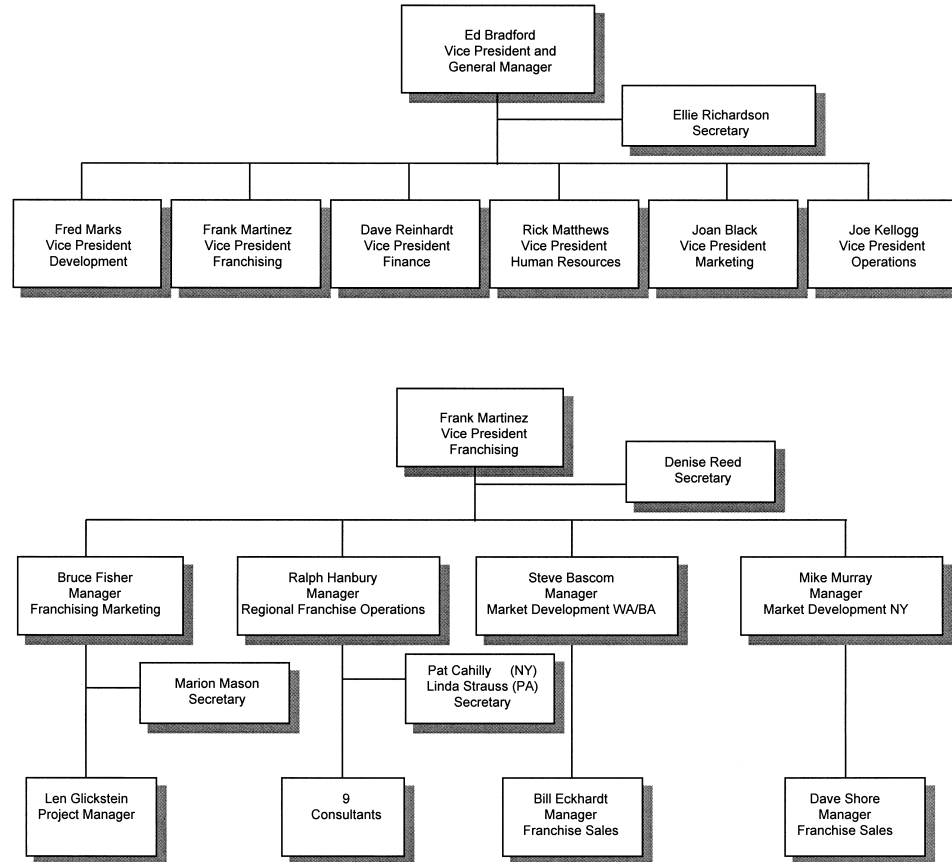 Ed Bradford
Vice President and
General Manager
Ellie Richardson
Secretary
Fred Marks
Vice President
Development
Frank Martinez
Vice President
Franchising
Dave Reinhardt
Vice President
Finance
Rick Matthews
Vice President
Human Resources
Joan Black
Vice President
Marketing
Joe Kellogg
Vice President
Operations
Frank Martinez
Vice President
Franchising
Denise Reed
Secretary
Bruce Fisher
Manager
Franchising Marketing
Ralph Hanbury
Manager
Regional Franchise Operations
Steve Bascom
Manager
Market Development WA/BA
Mike Murray
Manager
Market Development NY
Marion Mason
Secretary
Pat Cahilly (NY)
Linda Strauss (PA)
Secretary
Len Glickstein
Project Manager
9
Consultants
Bill Eckhardt
Manager
Franchise Sales
Dave Shore
Manager
Franchise Sales